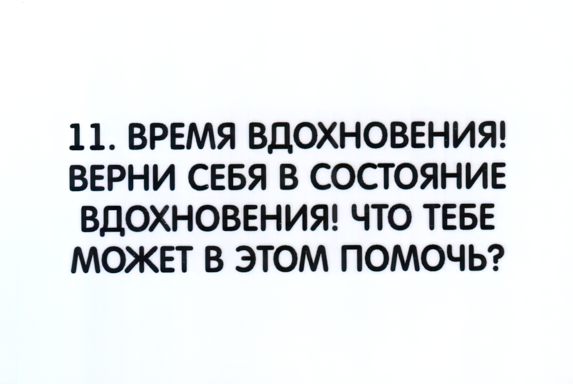 11. ВРЕМЯ ВДОХНОВЕНИЯ!
ВЕРНИ СЕБЯ В СОСТОЯНИЕ
ВДОХНОВЕНИЯ! ЧТО ТЕБЕ
МОЖЕТ В ЭТОМ ПОМОЧЬ?